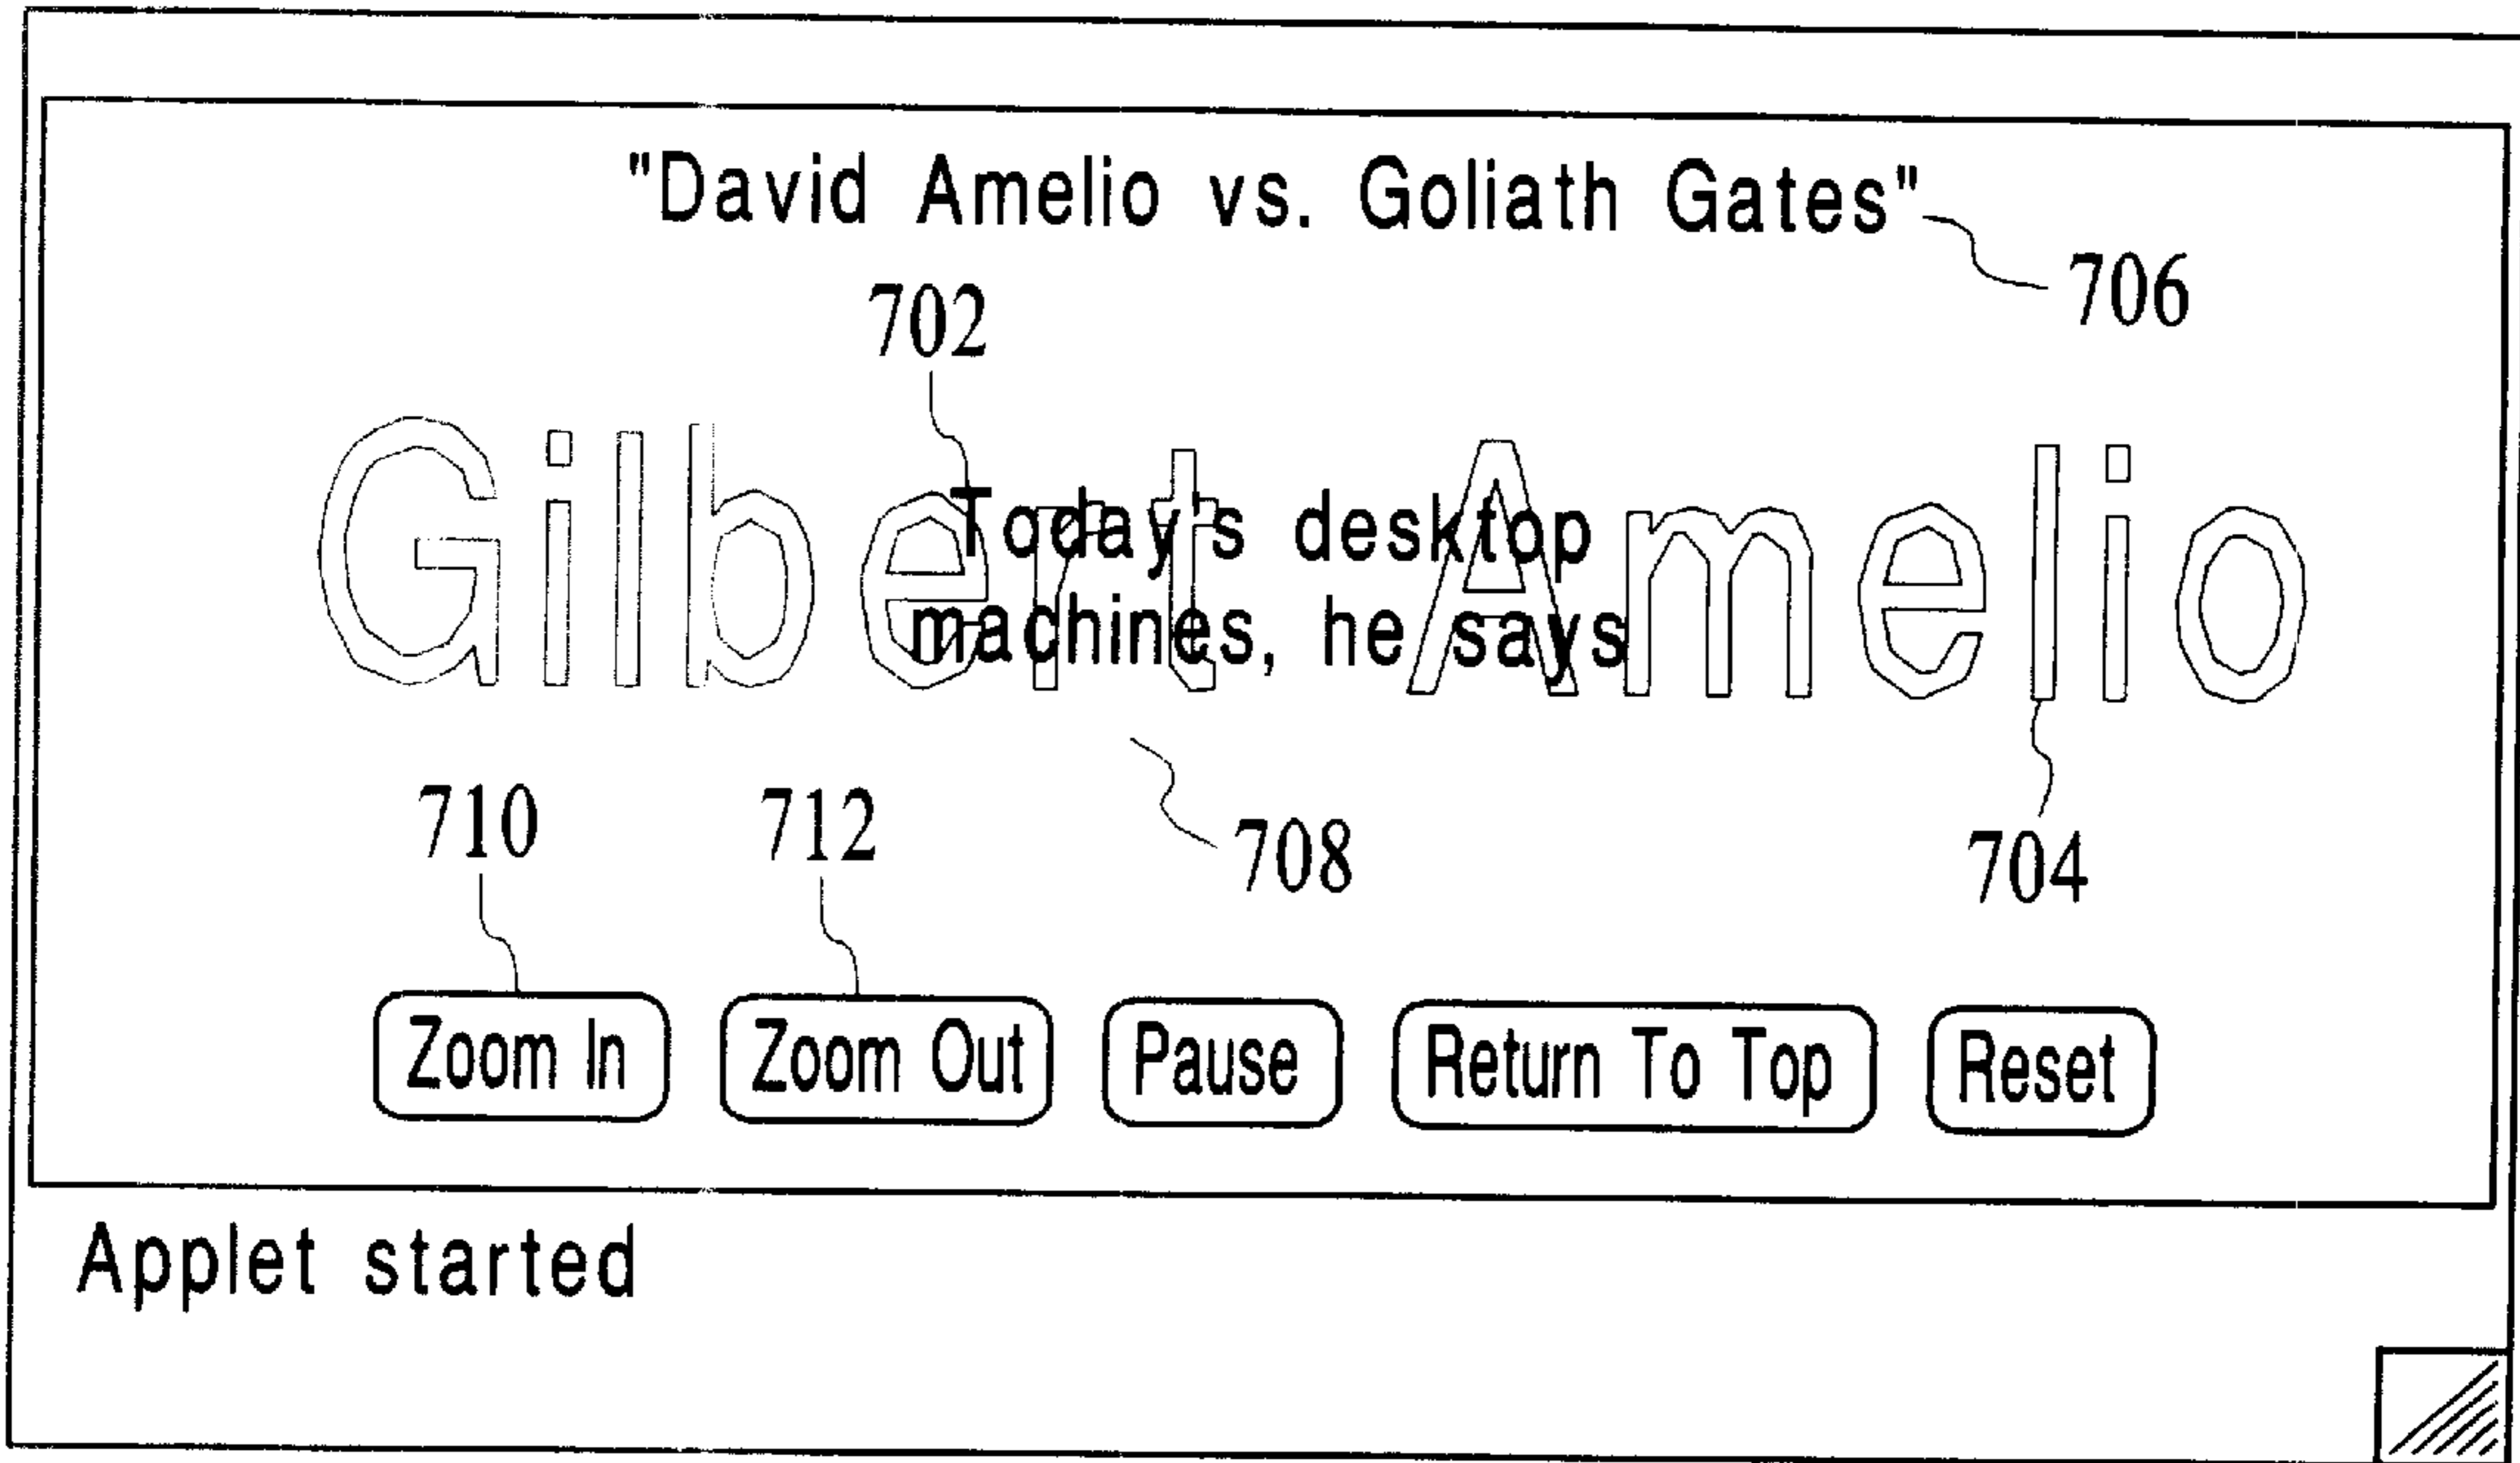 "David Amelio vs. Goliath Gates"
706
702
Gilbert Amelio
Today's desktop
machines, he says
710
712
708
704
Zoom In
Zoom Out
Pause
Return To Top
Reset
Applet started